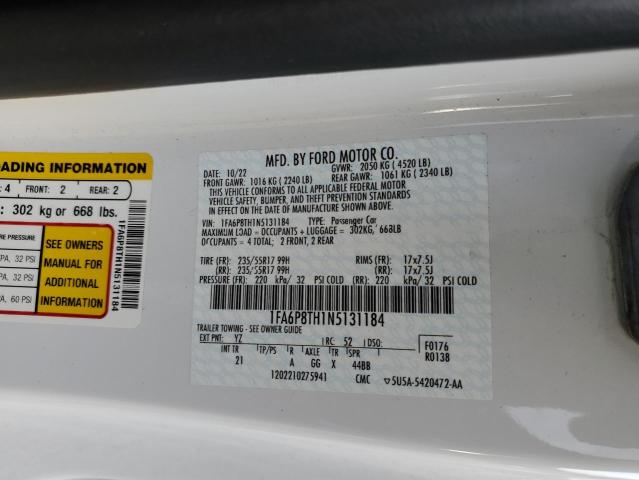 OADING INFORMATION
: 4 FRONT: 2 REAR: 2
: 302 kg or 668 lbs.
E PRESSURE
PA, 32 PSI
PA, 32 PSI
PA, 60 PSI
SEE OWNERS
MANUAL FOR
ADDITIONAL
INFORMATION
1FA6P8TH1N5131184
MFD. BY FORD MOTOR CO.
DATE: 10/22 GVWR: 2050 KG ( 4520 LB)
FRONT GAWR: 1016 KG ( 2240 LB) REAR GAWR: 1061 KG ( 2340 LB)
THIS VEHICLE CONFORMS TO ALL APPLICABLE FEDERAL MOTOR
VEHICLE SAFETY, BUMPER, AND THEFT PREVENTION STANDARDS
IN EFFECT ON THE DATE OF MANUFACTURE SHOWN ABOVE.
VIN: 1FA6P8TH1N5131184 TYPE: Passenger Car
MAXIMUM LOAD = OCCUPANTS + LUGGAGE = 302KG/ 668LB
OCCUPANTS = 4 TOTAL; 2 FRONT, 2 REAR
TIRE (FR): 235/55R17 99H RIMS (FR): 17x7.5J
(RR): 235/55R17 99H (RR): 17x7.5J
PRESSURE (FR): 220 kPa/ 32 PSI COLD (RR): 220 kPa/ 32 PSI COLD
1FA6P8TH1N5131184
TRAILER TOWING - SEE OWNER GUIDE
EXT PNT: YZ RC: 52 DSO: F0176
R0138
INT TR TP/PS R AXLE TR SPR
21 A GG X 44BB
1202210275941 CMC ▽5U5A-5420472-AA